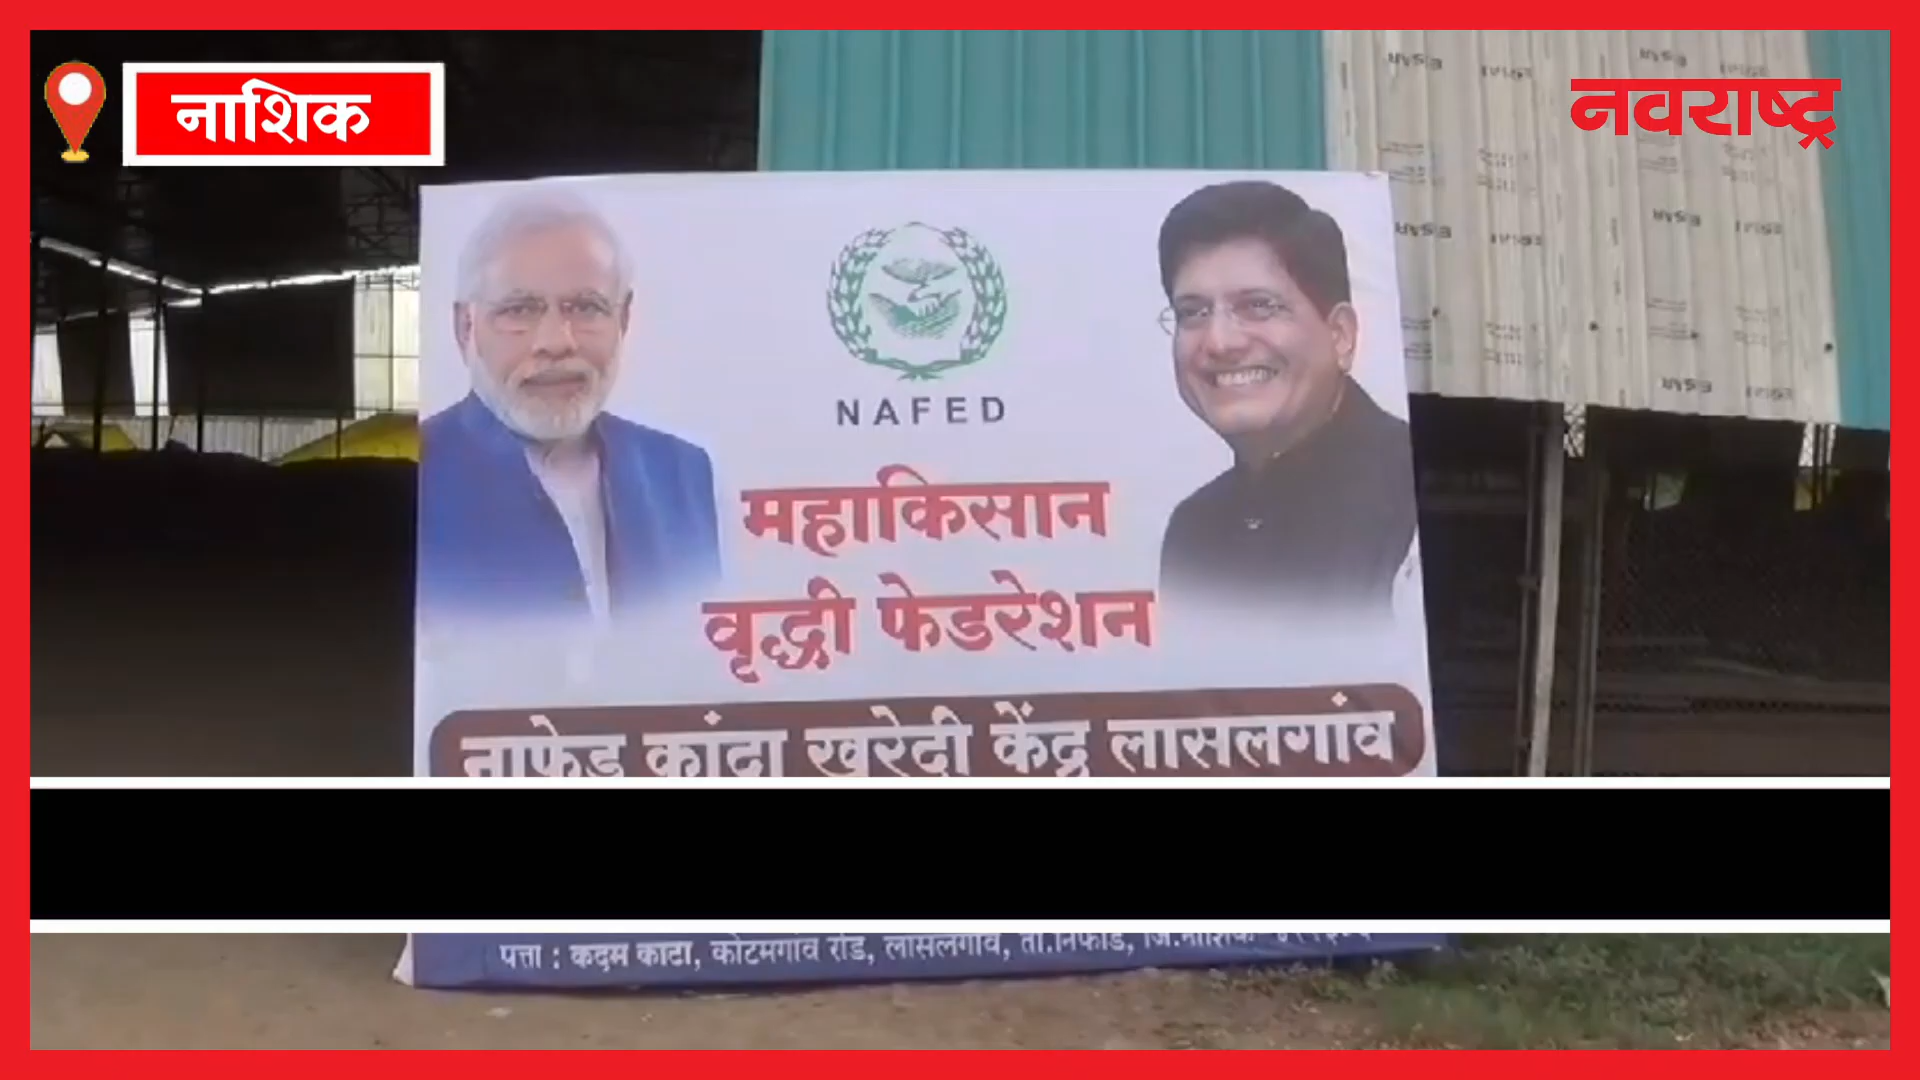 नाशिक
नवराष्ट्र
NAFED
महाकिसान
वृद्धी फेडरेशन
नाफेड कांदा खरेदी केंद्र लासलगांव
पत्ता : कदम काटा, कोटमगांव रोड, लासलगांव, ता.निफाड, जि.नाशिक